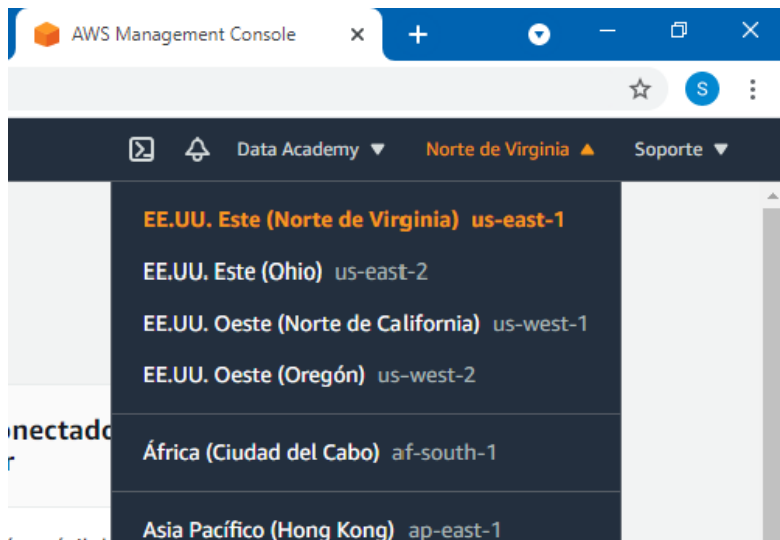 AWS Management Console
S
Data Academy Norte de Virginia Soporte
EE.UU. Este (Norte de Virginia) us-east-1
EE.UU. Este (Ohio) us-east-2
EE.UU. Oeste (Norte de California) us-west-1
EE.UU. Oeste (Oregón) us-west-2
onectado
r
África (Ciudad del Cabo) af-south-1
Asia Pacífico (Hong Kong) ap-east-1